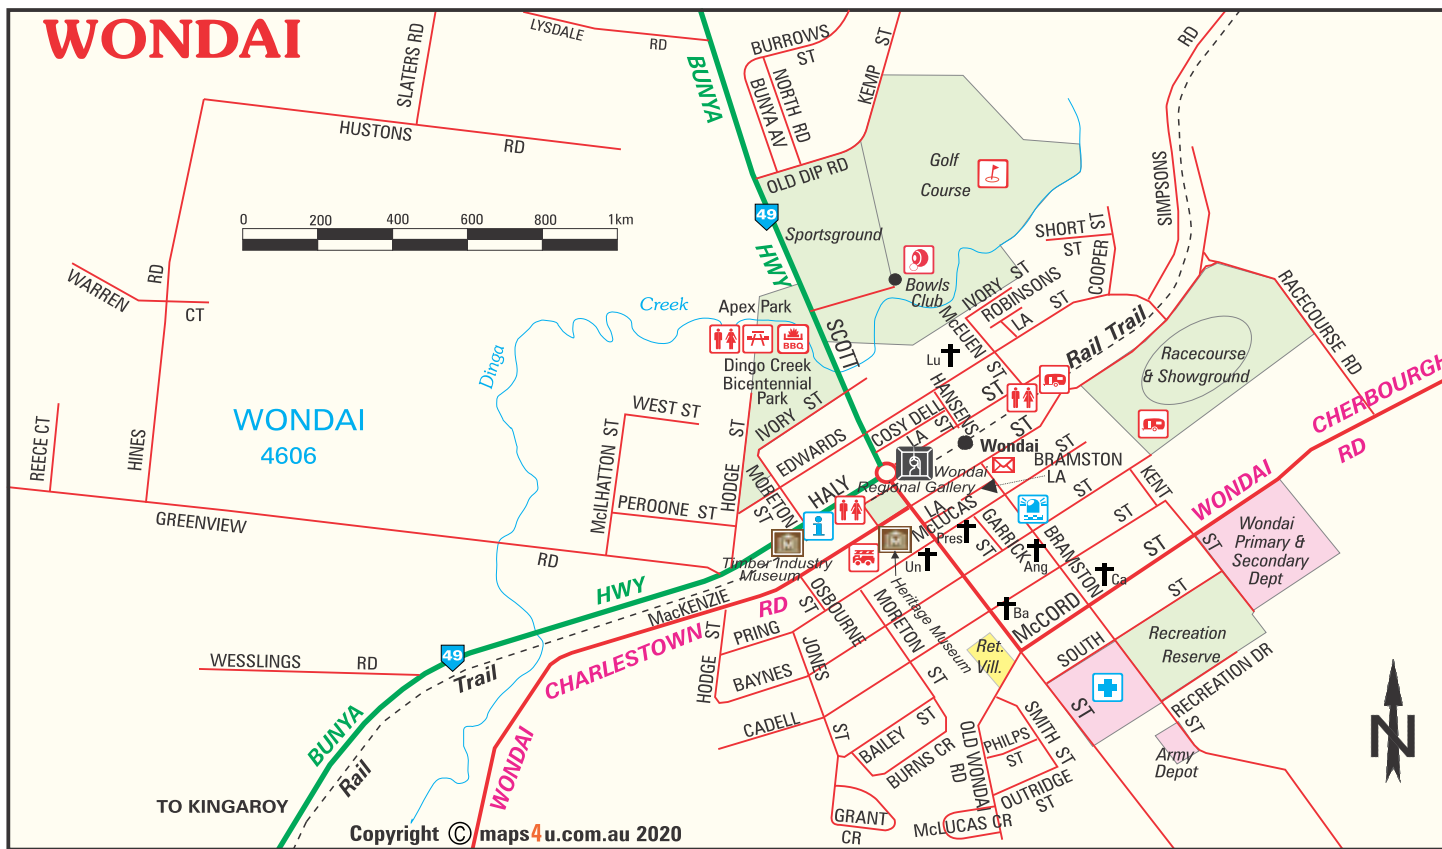 WONDAI
SLATERS RD
LYSDALE RD
HUSTONS RD
BURROWS ST
NORTH RD
BUNYA AV
KEMP ST
OLD DIP RD
BUNYA
49
HWY
SCOTT
Golf
Course
Sportsground
Bowls
Club
SIMPSONS RD
SHORT ST
COOPER ST
IVORY ST
ROBINSONS LA
McEUEN ST
ST
Rail Trail
RACECOURSE RD
Racecourse
& Showground
0 200 400 600 800 1km
WARREN CT
HINES RD
REECE CT
Creek
Dinga
Apex Park
BBQ
Dingo Creek
Bicentennial
Park
WONDAI
4606
WEST ST
McILHATTON ST
PEROONE ST
HODGE ST
IVORY ST
EDWARDS ST
MORETON ST
HALY ST
COSY DELL LA
HANSENS ST
Lu
Wondai
Wondai
Regional Gallery
BRAMSTON
LA
McLUCAS LA
ST
GARRICK ST
BRAMSTON ST
KENT ST
ST
ST
WONDAI
CHERBOURGH
RD
GREENVIEW RD
i
M
Timber Industry
Museum
M
Heritage Museum
Pres
Un
Ang
Ca
Ba
McCORD ST
SOUTH ST
Wondai
Primary &
Secondary
Dept
Recreation
Reserve
RECREATION DR
ST
Army
Depot
Ret.
Vill.
HWY
MacKENZIE
CHARLESTOWN RD
WONDAI
HODGE ST
PRING ST
BAYNES
CADELL
OSBOURNE
JONES ST
MORETON ST
BAILEY ST
BURNS CR
OLD WONDAI RD
PHILPS ST
SMITH ST
OUTRIDGE ST
McLUCAS CR
GRANT CR
WESSLINGS RD
49
BUNYA
Rail Trail
TO KINGAROY
Copyright © maps4u.com.au 2020
N